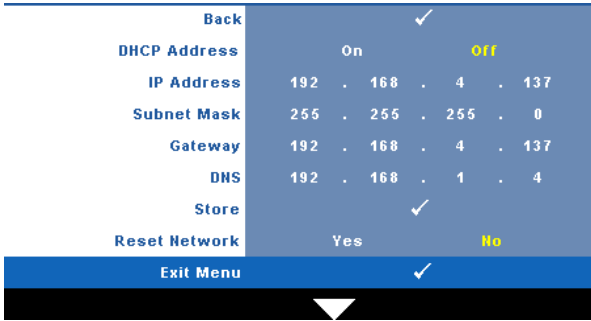 Back ✓
DHCP Address On Off
IP Address 192 . 168 . 4 . 137
Subnet Mask 255 . 255 . 255 . 0
Gateway 192 . 168 . 4 . 137
DNS 192 . 168 . 1 . 4
Store ✓
Reset Network Yes No
Exit Menu ✓